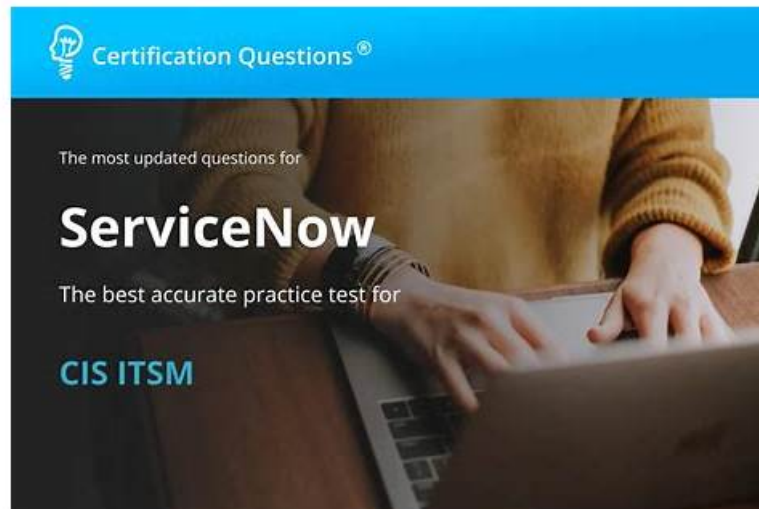 Certification Questions®
The most updated questions for
ServiceNow
The best accurate practice test for
CIS ITSM